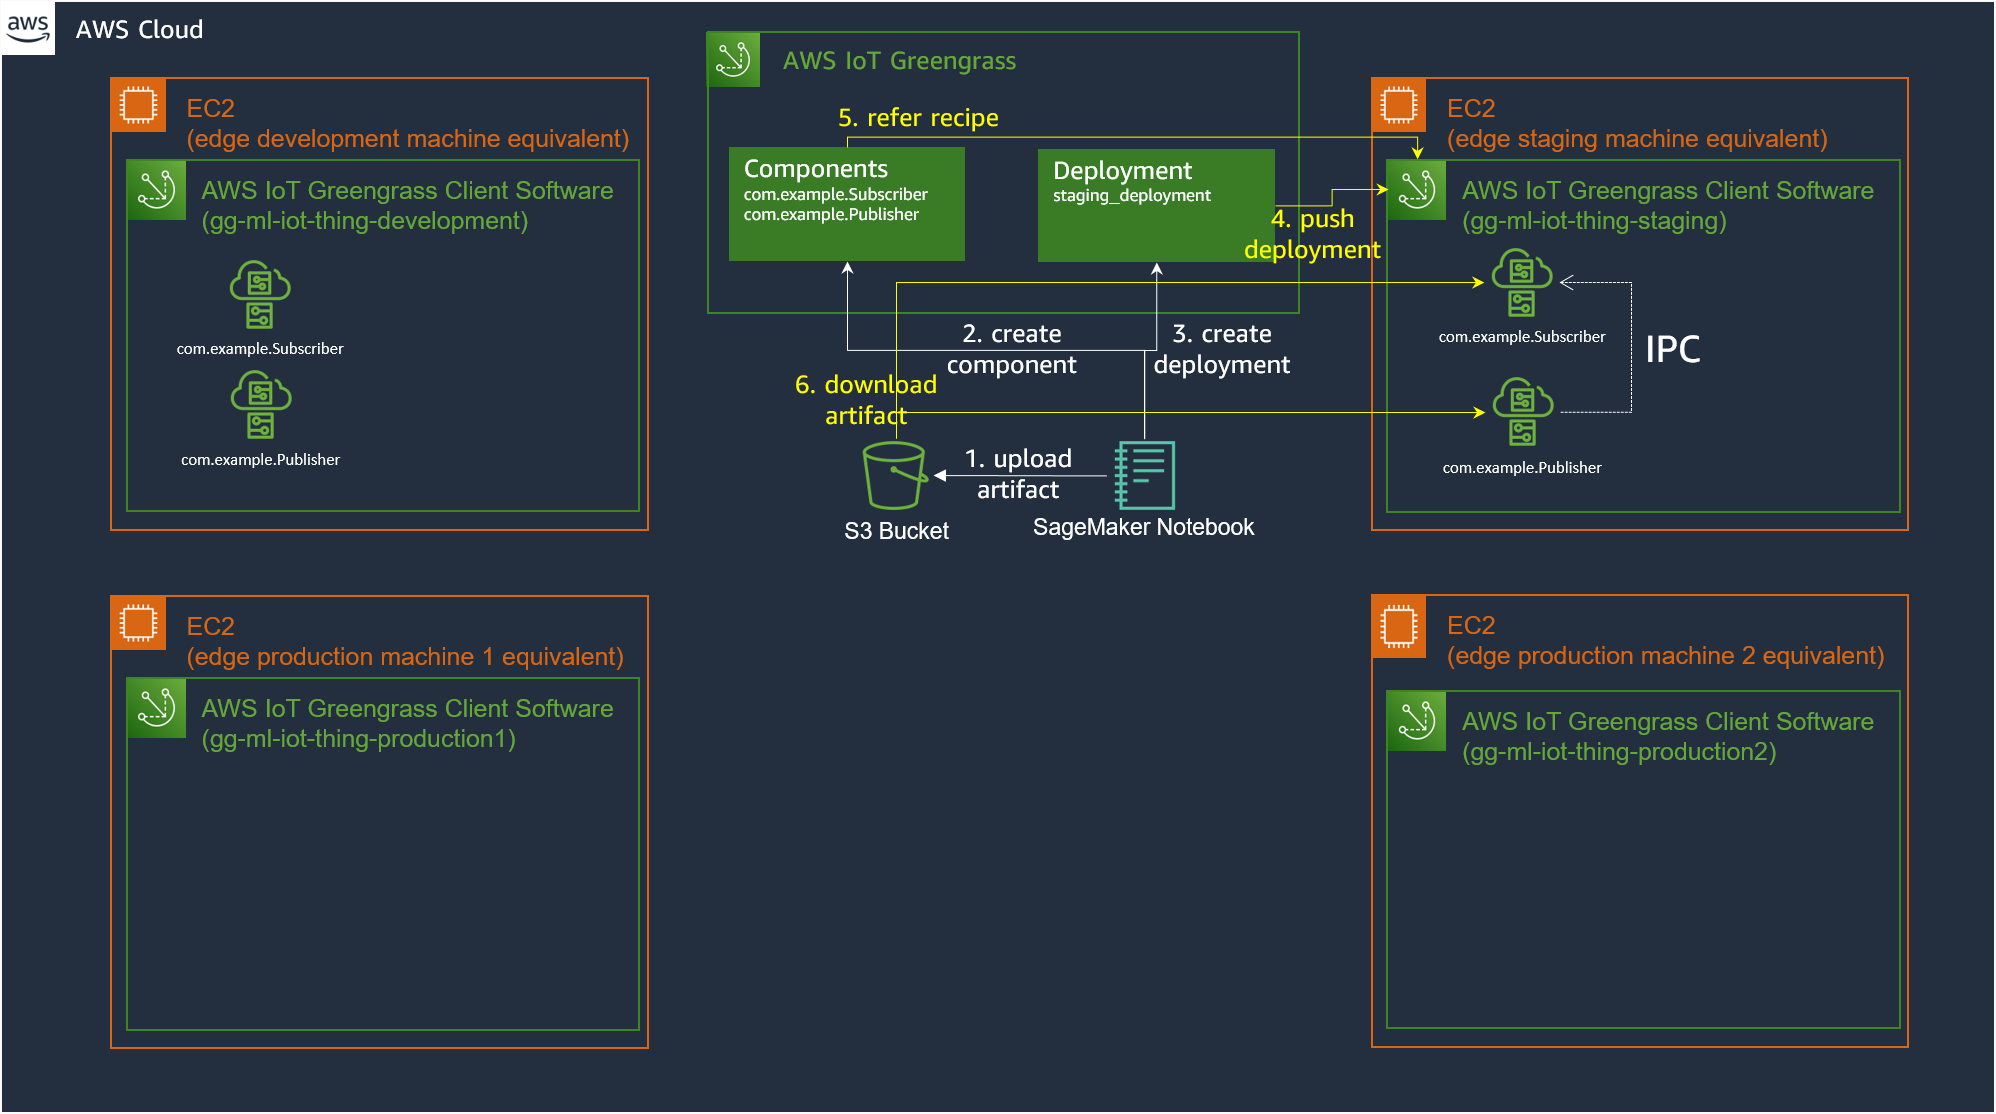 aws
AWS Cloud
EC2
(edge development machine equivalent)
AWS IoT Greengrass Client Software
(gg-ml-iot-thing-development)
com.example.Subscriber
com.example.Publisher
AWS IoT Greengrass
5. refer recipe
Components
com.example.Subscriber
com.example.Publisher
Deployment
staging_deployment
4. push
deployment
2. create
component
3. create
deployment
6. download
artifact
1. upload
artifact
S3 Bucket
SageMaker Notebook
EC2
(edge staging machine equivalent)
AWS IoT Greengrass Client Software
(gg-ml-iot-thing-staging)
com.example.Subscriber
IPC
com.example.Publisher
EC2
(edge production machine 1 equivalent)
AWS IoT Greengrass Client Software
(gg-ml-iot-thing-production1)
EC2
(edge production machine 2 equivalent)
AWS IoT Greengrass Client Software
(gg-ml-iot-thing-production2)